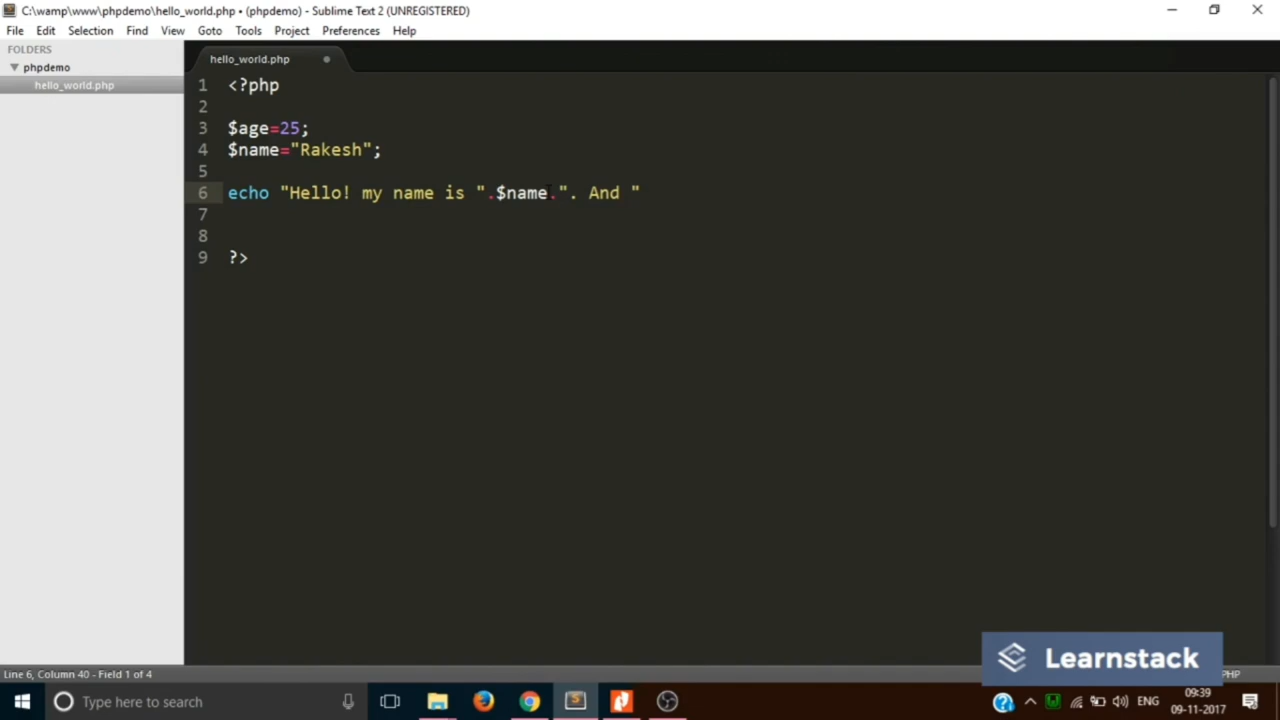 C:\wamp\www\phpdemo\hello_world.php • (phpdemo) - Sublime Text 2 (UNREGISTERED)
File Edit Selection Find View Goto Tools Project Preferences Help
FOLDERS
phpdemo
hello_world.php
hello_world.php
1 <?php
2
3 $age=25;
4 $name="Rakesh";
5
6 echo "Hello! my name is ".$name.". And "
7
8
9 ?>
Learnstack
Line 6, Column 40 - Field 1 of 4
PHP
Type here to search
ENG
09:39
09-11-2017